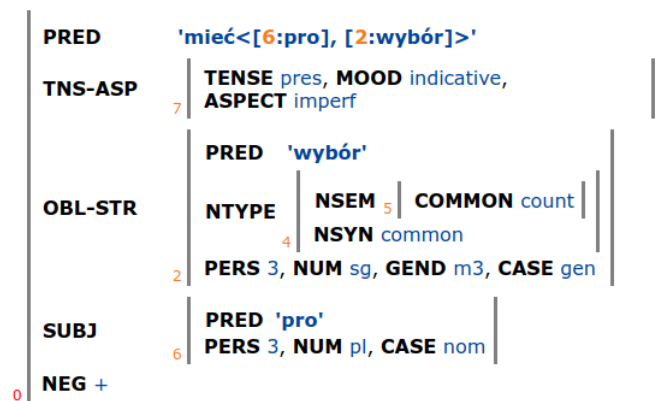 PRED 'mieć<[6:pro], [2:wybór]>'
TNS-ASP 7 TENSE pres, MOOD indicative,
ASPECT imperf
PRED 'wybór'
OBL-STR NTYPE NSEM 5 COMMON count
4 NSYN common
2 PERS 3, NUM sg, GEND m3, CASE gen
SUBJ PRED 'pro'
6 PERS 3, NUM pl, CASE nom
0 NEG +